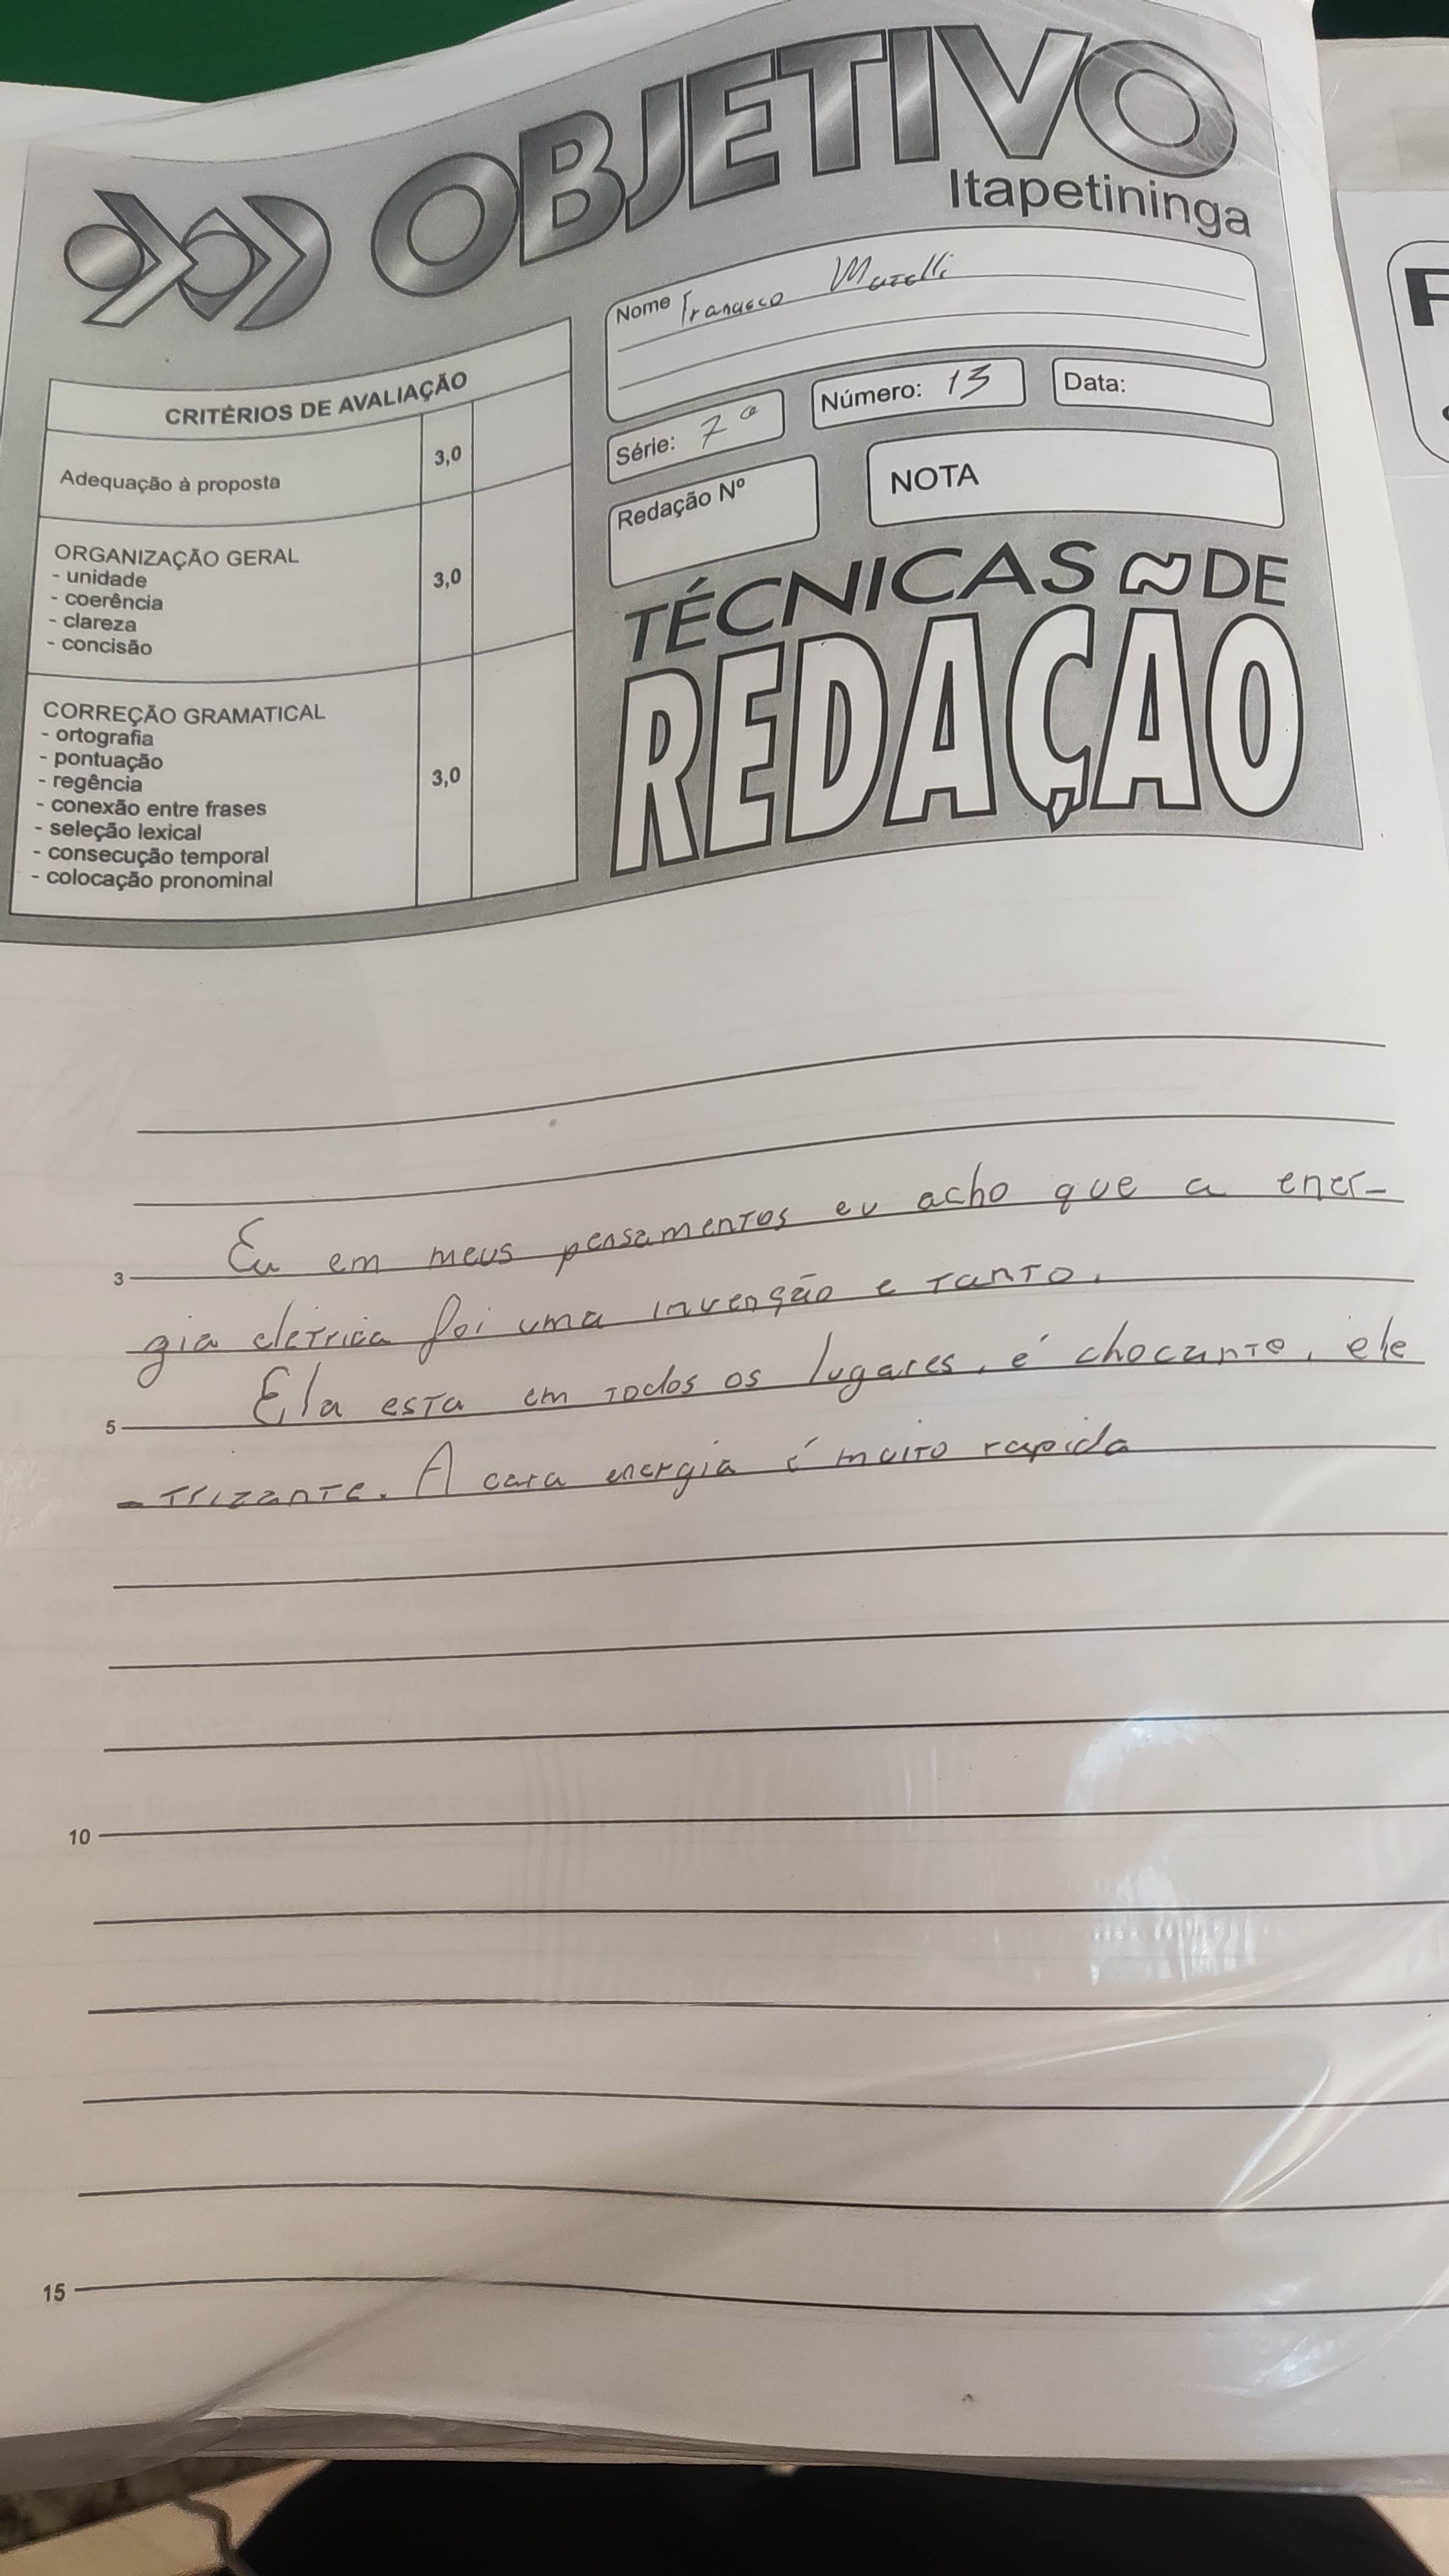 OBJETIVO
Itapetininga
Nome Francisco
Série: 7ª
Número: 13
Data:
Redação Nº
NOTA
CRITÉRIOS DE AVALIAÇÃO
Adequação à proposta 3,0
ORGANIZAÇÃO GERAL 3,0
- unidade
- coerência
- clareza
- concisão
CORREÇÃO GRAMATICAL 3,0
- ortografia
- pontuação
- regência
- conexão entre frases
- seleção lexical
- consecução temporal
- colocação pronominal
TÉCNICAS DE
REDAÇÃO
Eu em meus pensamentos eu acho que a ener-
3
gia eletrica foi uma invenção e tanto.
Ela esta em todos os lugares, é chocante, ele
5
-trizante. A cara energia é muito rapida
10
15